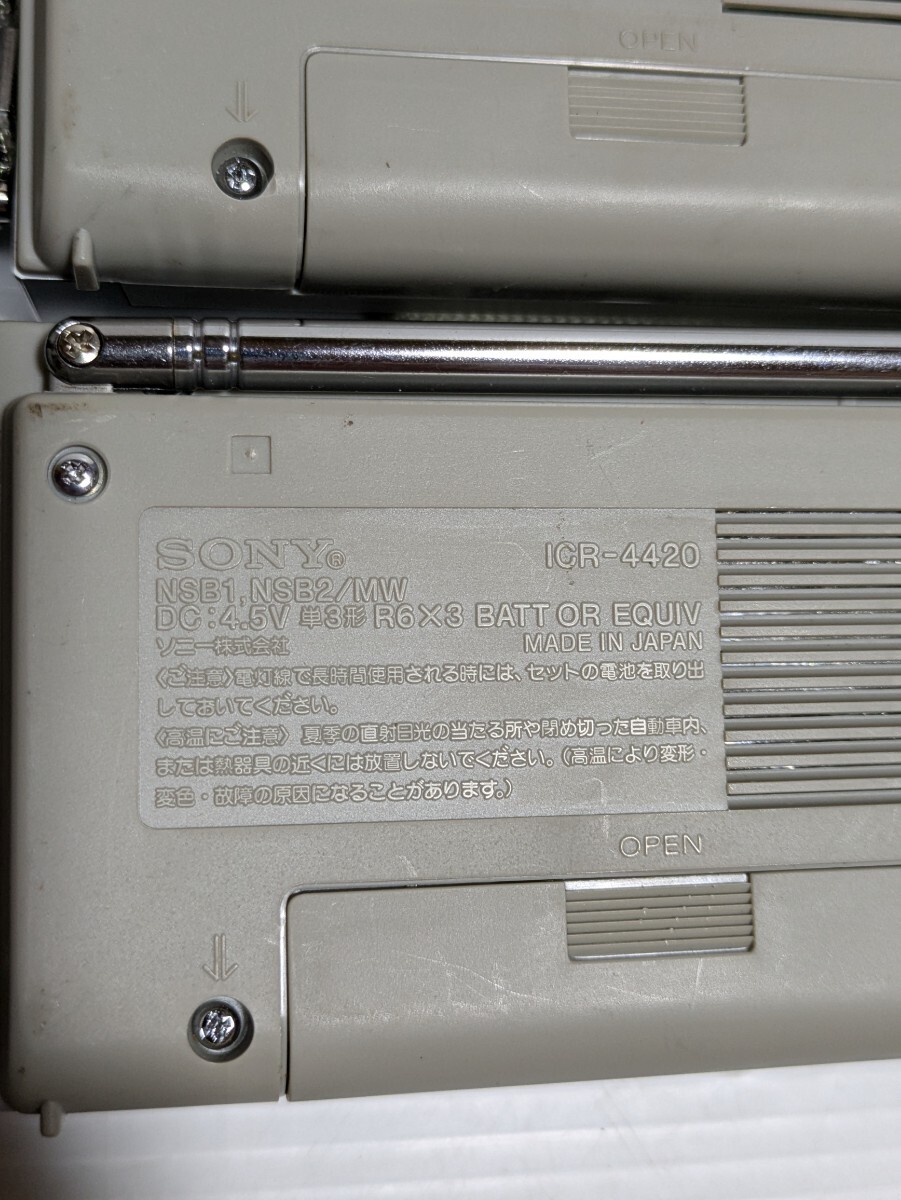 OPEN
SONY®
ICR-4420
NSB1, NSB2/MW
DC:4.5V 単3形 R6×3 BATT OR EQUIV
ソニー株式会社 MADE IN JAPAN
〈ご注意〉電灯線で長時間使用される時には、セットの電池を取り出
しておいてください。
〈高温にご注意〉 夏季の直射日光の当たる所や閉め切った自動車内、
または熱器具の近くには放置しないでください。(高温により変形・
変色・故障の原因になることがあります。)
OPEN